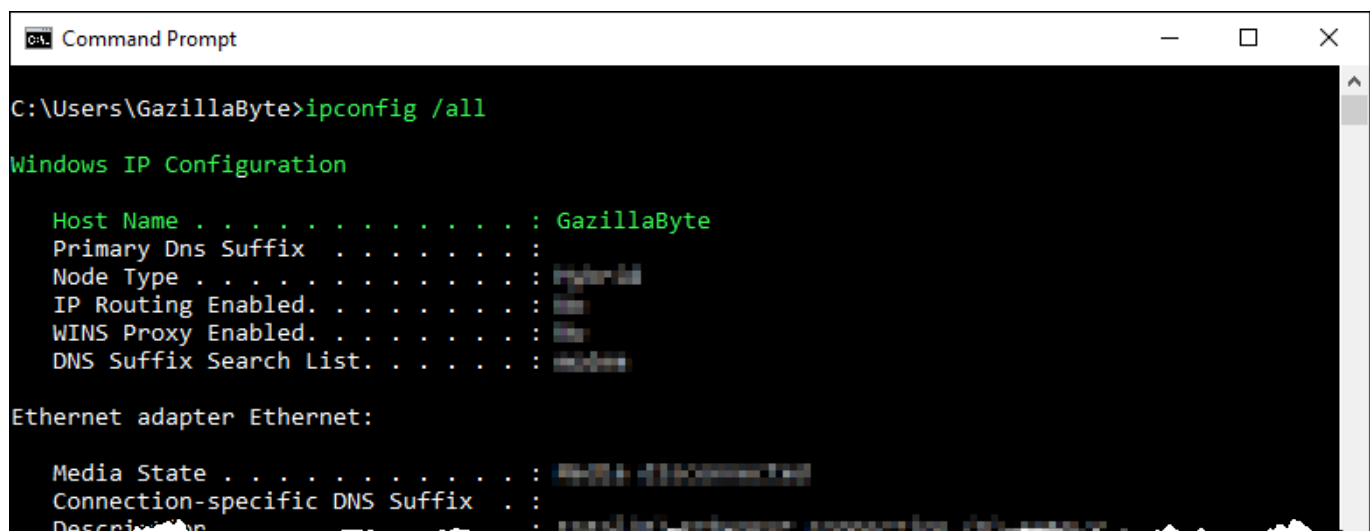 Command Prompt
C:\Users\GazillaByte>ipconfig /all
Windows IP Configuration
Host Name . . . . . . . . . . . . : GazillaByte
Primary Dns Suffix  . . . . . . . :
Node Type . . . . . . . . . . . . :
IP Routing Enabled. . . . . . . . :
WINS Proxy Enabled. . . . . . . . :
DNS Suffix Search List. . . . . . :
Ethernet adapter Ethernet:
Media State . . . . . . . . . . . :
Connection-specific DNS Suffix  . :